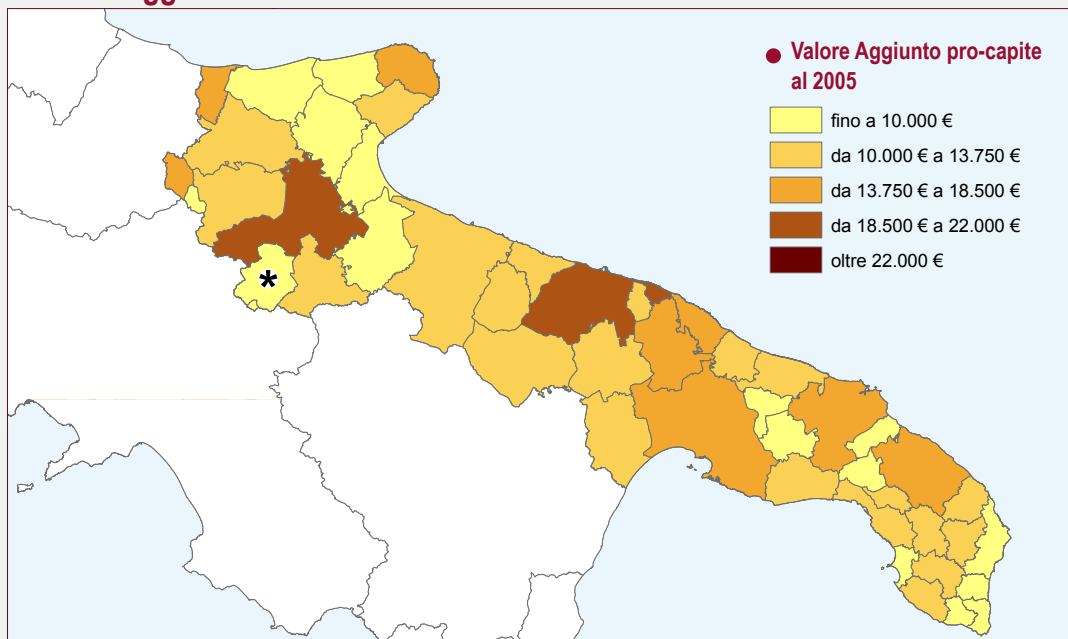 Valore Aggiunto pro-capite
al 2005
fino a 10.000 €
da 10.000 € a 13.750 €
da 13.750 € a 18.500 €
da 18.500 € a 22.000 €
oltre 22.000 €
*